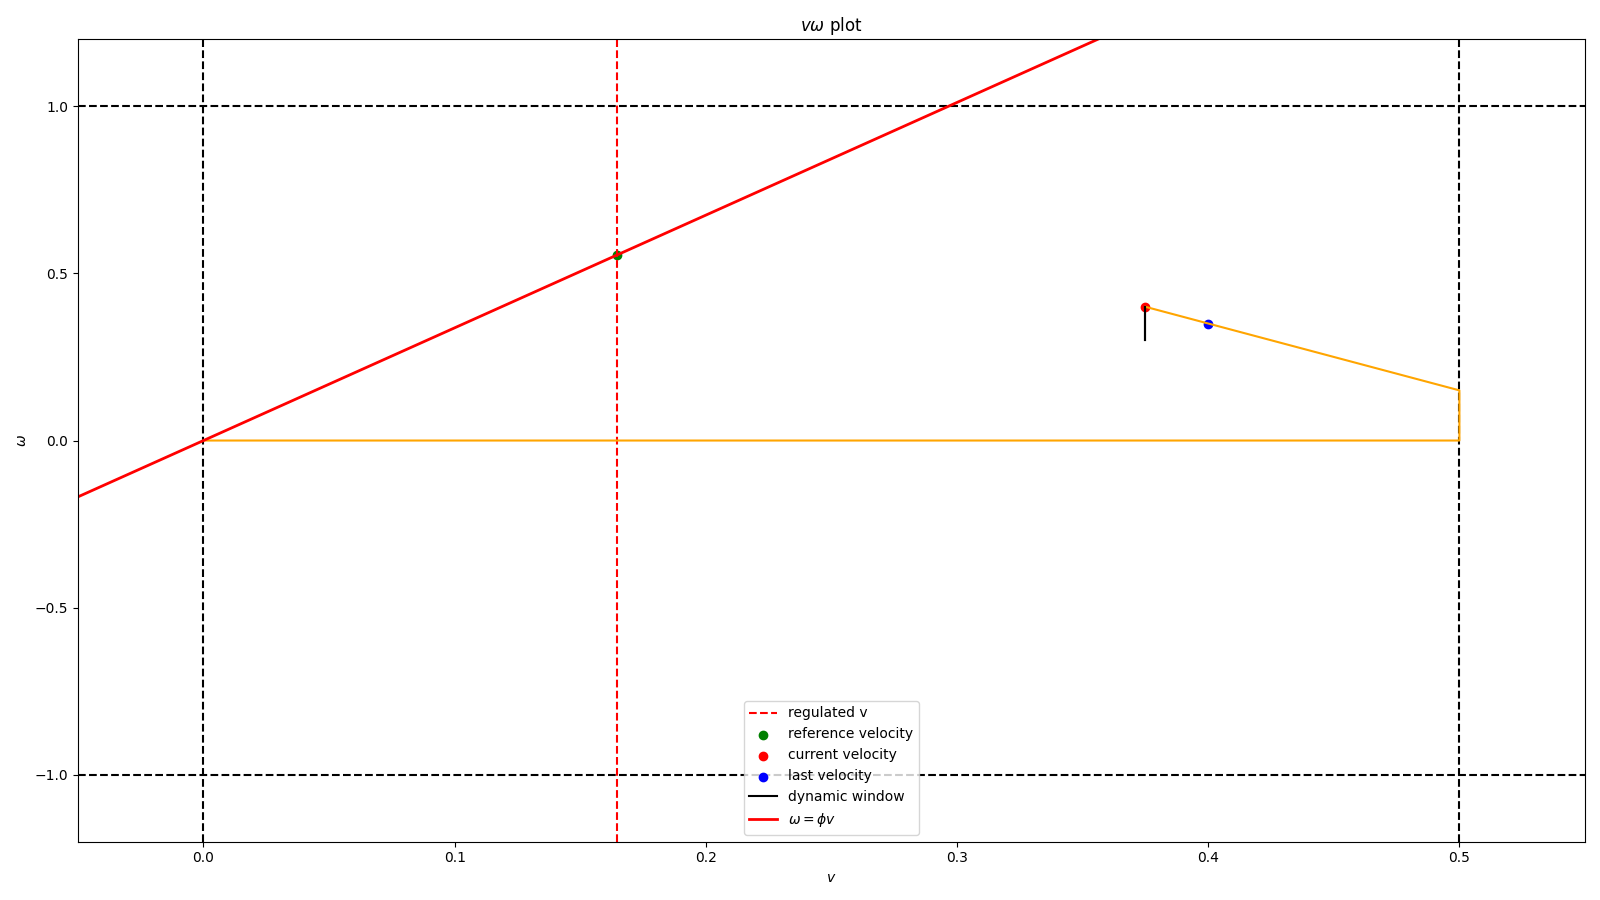 vω plot
1.0
0.5
0.0
−0.5
−1.0
ω
0.0 0.1 0.2 0.3 0.4 0.5
v
regulated v
reference velocity
current velocity
last velocity
dynamic window
ω = ϕv